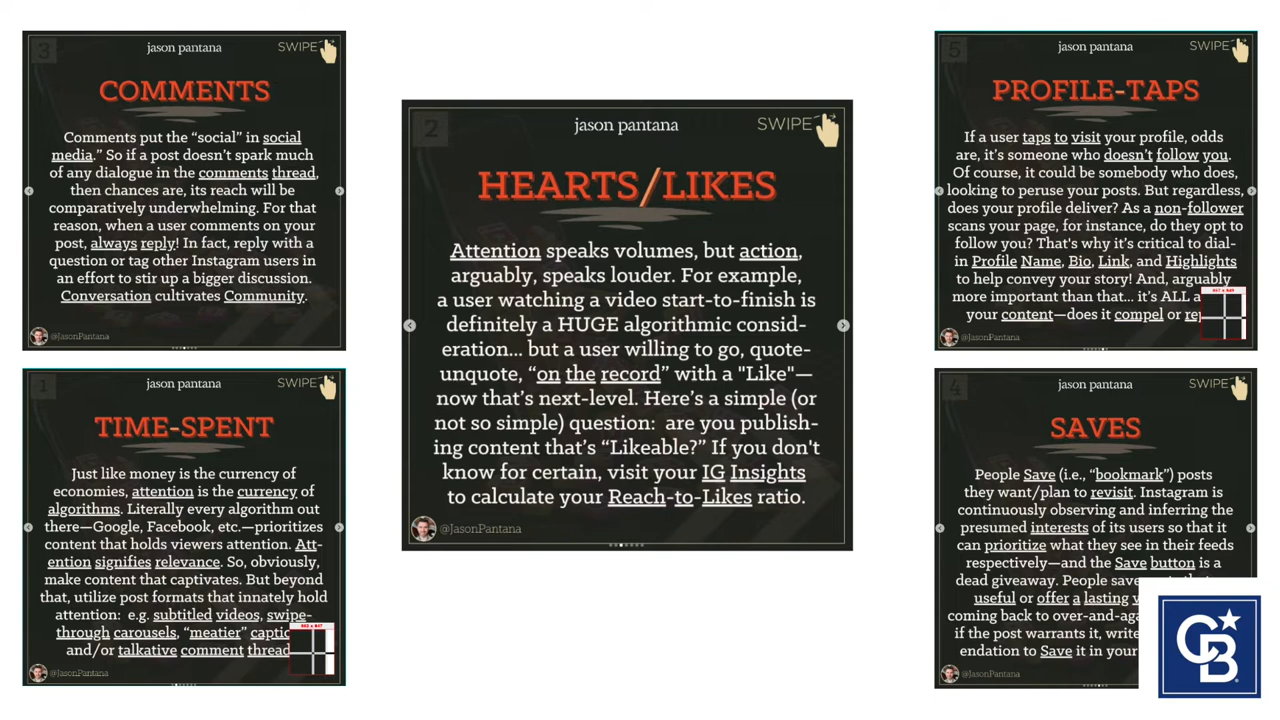 3
jason pantana
SWIPE
COMMENTS
Comments put the “social” in social
media.” So if a post doesn’t spark much
of any dialogue in the comments thread,
then chances are, its reach will be
comparatively underwhelming. For that
reason, when a user comments on your
post, always reply! In fact, reply with a
question or tag other Instagram users in
an effort to stir up a bigger discussion.
Conversation cultivates Community.
@JasonPantana
1
jason pantana
SWIPE
TIME-SPENT
Just like money is the currency of
economies, attention is the currency of
algorithms. Literally every algorithm out
there—Google, Facebook, etc.—prioritizes
content that holds viewers attention. Att-
ention signifies relevance. So, obviously,
make content that captivates. But beyond
that, utilize post formats that innately hold
attention: e.g. subtitled videos, swipe-
through carousels, “meatier”
and/or talkative comment thread
@JasonPantana
2
jason pantana
SWIPE
HEARTS/LIKES
Attention speaks volumes, but action,
arguably, speaks louder. For example,
a user watching a video start-to-finish is
definitely a HUGE algorithmic consid-
eration... but a user willing to go, quote-
unquote, “on the record” with a "Like"—
now that’s next-level. Here’s a simple (or
not so simple) question: are you publish-
ing content that’s “Likeable?” If you don't
know for certain, visit your IG Insights
to calculate your Reach-to-Likes ratio.
@JasonPantana
5
jason pantana
SWIPE
PROFILE-TAPS
If a user taps to visit your profile, odds
are, it’s someone who doesn’t follow you.
Of course, it could be somebody who does,
looking to peruse your posts. But regardless,
does your profile deliver? As a non-follower
scans your page, for instance, do they opt to
follow you? That's why it’s critical to dial-
in Profile Name, Bio, Link, and Highlights
to help convey your story! And, arguably
more important than that... it’s ALL
your content—does it compel or
@JasonPantana
4
jason pantana
SWIPE
SAVES
People Save (i.e., “bookmark”) posts
they want/plan to revisit. Instagram is
continuously observing and inferring the
presumed interests of its users so that it
can prioritize what they see in their feeds
respectively—and the Save button is a
dead giveaway. People save
useful or offer a lasting
coming back to
if the post warrants it, write
endation to Save it in your
@JasonPantana
CB